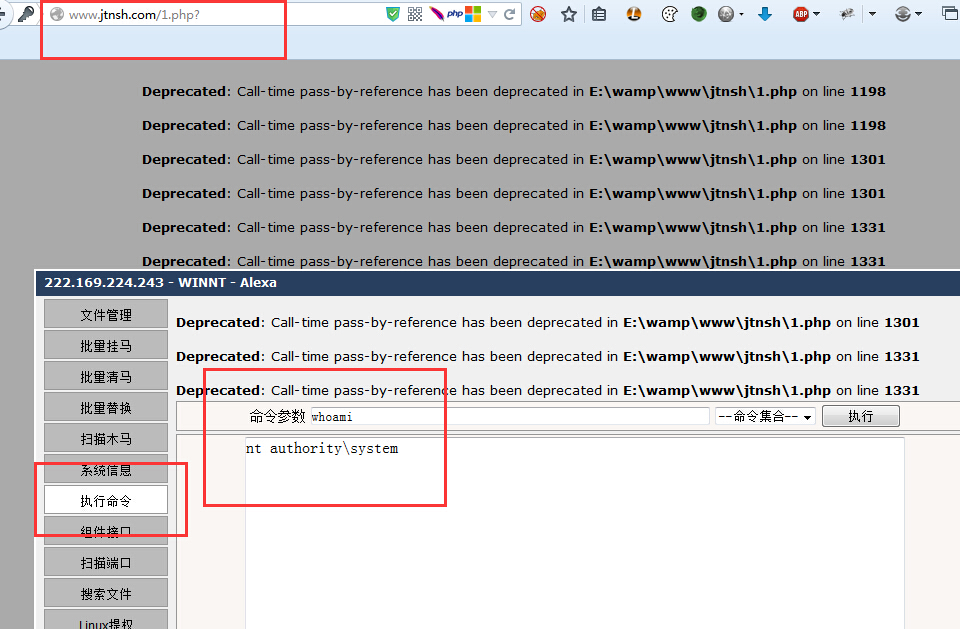 www.jtnsh.com/1.php?
php
ABP
Deprecated: Call-time pass-by-reference has been deprecated in E:\wamp\www\jtnsh\1.php on line 1198
Deprecated: Call-time pass-by-reference has been deprecated in E:\wamp\www\jtnsh\1.php on line 1198
Deprecated: Call-time pass-by-reference has been deprecated in E:\wamp\www\jtnsh\1.php on line 1301
Deprecated: Call-time pass-by-reference has been deprecated in E:\wamp\www\jtnsh\1.php on line 1301
Deprecated: Call-time pass-by-reference has been deprecated in E:\wamp\www\jtnsh\1.php on line 1331
Deprecated: Call-time pass-by-reference has been deprecated in E:\wamp\www\jtnsh\1.php on line 1331
222.169.224.243 - WINNT - Alexa
文件管理
批量挂马
批量清马
批量替换
扫描木马
系统信息
执行命令
组件接口
扫描端口
搜索文件
Linux提权
Deprecated: Call-time pass-by-reference has been deprecated in E:\wamp\www\jtnsh\1.php on line 1301
Deprecated: Call-time pass-by-reference has been deprecated in E:\wamp\www\jtnsh\1.php on line 1331
Deprecated: Call-time pass-by-reference has been deprecated in E:\wamp\www\jtnsh\1.php on line 1331
命令参数 whoami --命令集合-- 执行
nt authority\system